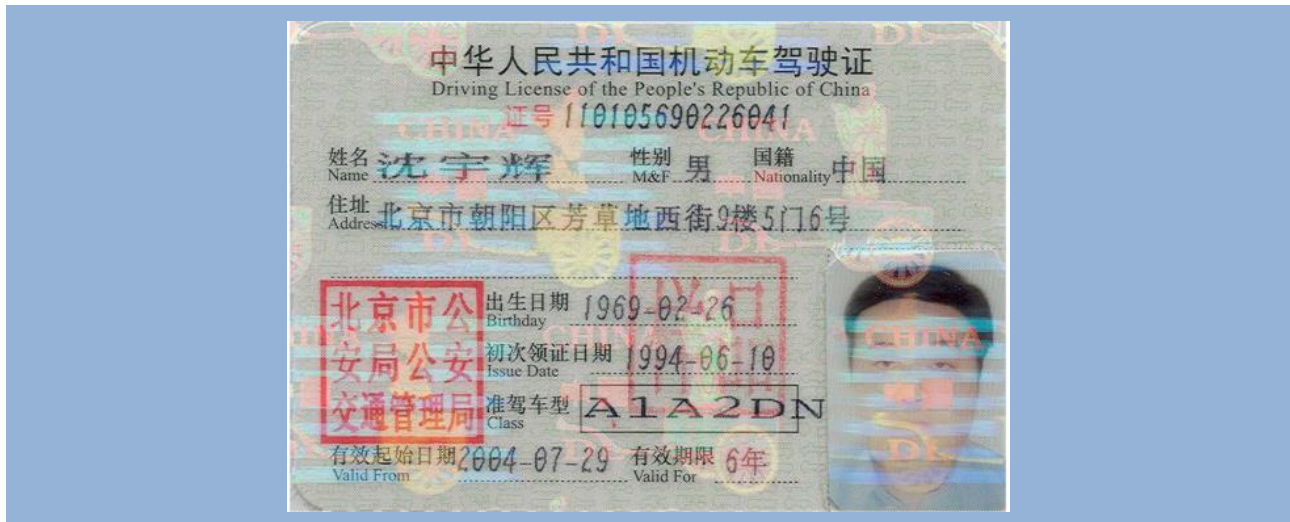 中华人民共和国机动车驾驶证
Driving License of the People's Republic of China
证号 110105690226041
姓名 沈宇辉 性别 男 国籍 中国
Name M&F Nationality
住址 北京市朝阳区芳草地西街9楼5门6号
Address
北京市公
安局公安
交通管理局
出生日期 1969-02-26
Birthday
初次领证日期 1994-06-10
Issue Date
准驾车型 A1A2DN
Class
有效起始日期 2004-07-29 有效期限 6年
Valid From Valid For
CHINA
CHINA
CHINA